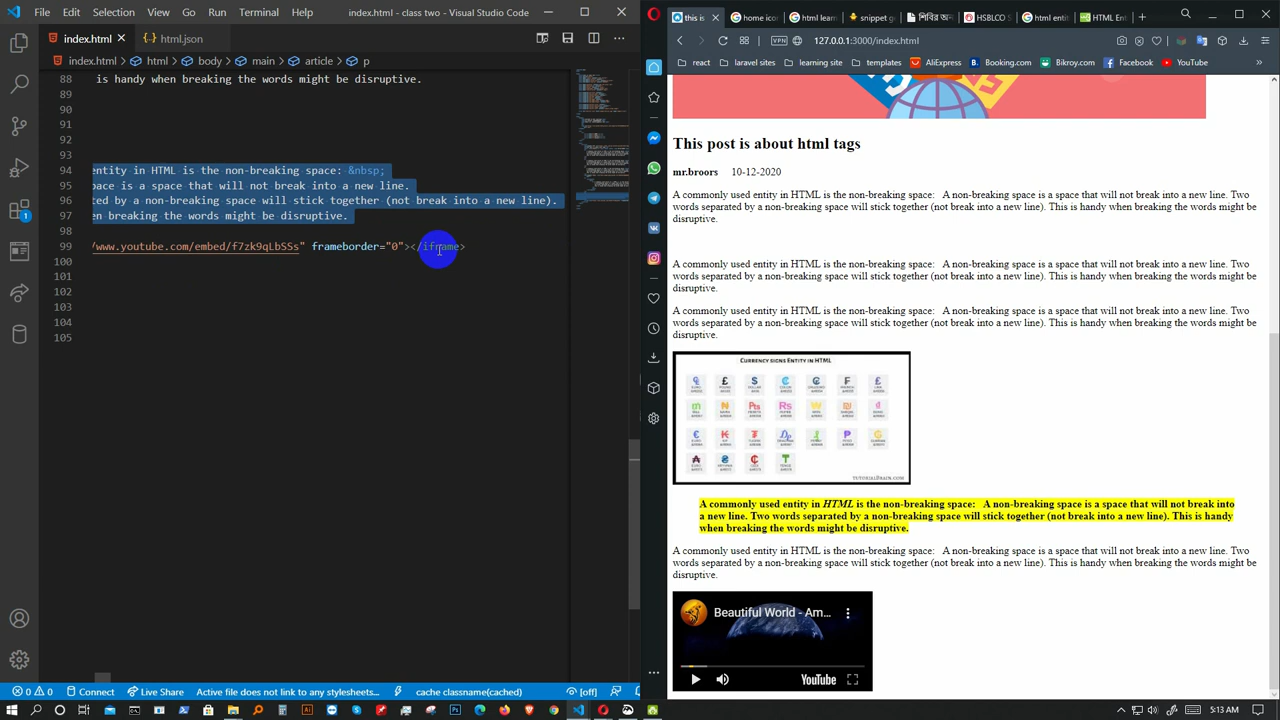 File Edit Selection View Go Run Terminal Help index.html - Visual Studio Code
index.html html.json
index.html > html > body > main > article > p
88 is handy when breaking the words might be disruptive.
89
90
91
92
93
94 entity in HTML is the non-breaking space: &nbsp;
95 pace is a space that will not break into a new line.
96 ed by a non-breaking space will stick together (not break into a new line).
97 en breaking the words might be disruptive.
98
99 /www.youtube.com/embed/f7zk9qLbSSs" frameborder="0"></iframe>
100
101
102
103
104
105
0 0 Connect Live Share Active file does not link to any stylesheets... cache class(cached) [off]
this is home ico html learn snippet g শিবির অন HSBLCO S html entit HTML Ent
VPN 127.0.0.1:3000/index.html
react laravel sites learning site templates AliExpress Booking.com Bikroy.com Facebook YouTube
This post is about html tags
mr.broors 10-12-2020
A commonly used entity in HTML is the non-breaking space:   A non-breaking space is a space that will not break into a new line. Two
words separated by a non-breaking space will stick together (not break into a new line). This is handy when breaking the words might be
disruptive.
A commonly used entity in HTML is the non-breaking space:   A non-breaking space is a space that will not break into a new line. Two
words separated by a non-breaking space will stick together (not break into a new line). This is handy when breaking the words might be
disruptive.
A commonly used entity in HTML is the non-breaking space:   A non-breaking space is a space that will not break into a new line. Two
words separated by a non-breaking space will stick together (not break into a new line). This is handy when breaking the words might be
disruptive.
CURRENCY SIGNS ENTITY IN HTML
TUTORIALBRAIN.COM
A commonly used entity in HTML is the non-breaking space:   A non-breaking space is a space that will not break into
a new line. Two words separated by a non-breaking space will stick together (not break into a new line). This is handy
when breaking the words might be disruptive.
A commonly used entity in HTML is the non-breaking space:   A non-breaking space is a space that will not break into a new line. Two
words separated by a non-breaking space will stick together (not break into a new line). This is handy when breaking the words might be
disruptive.
Beautiful World - Am...
YouTube
5:13 AM